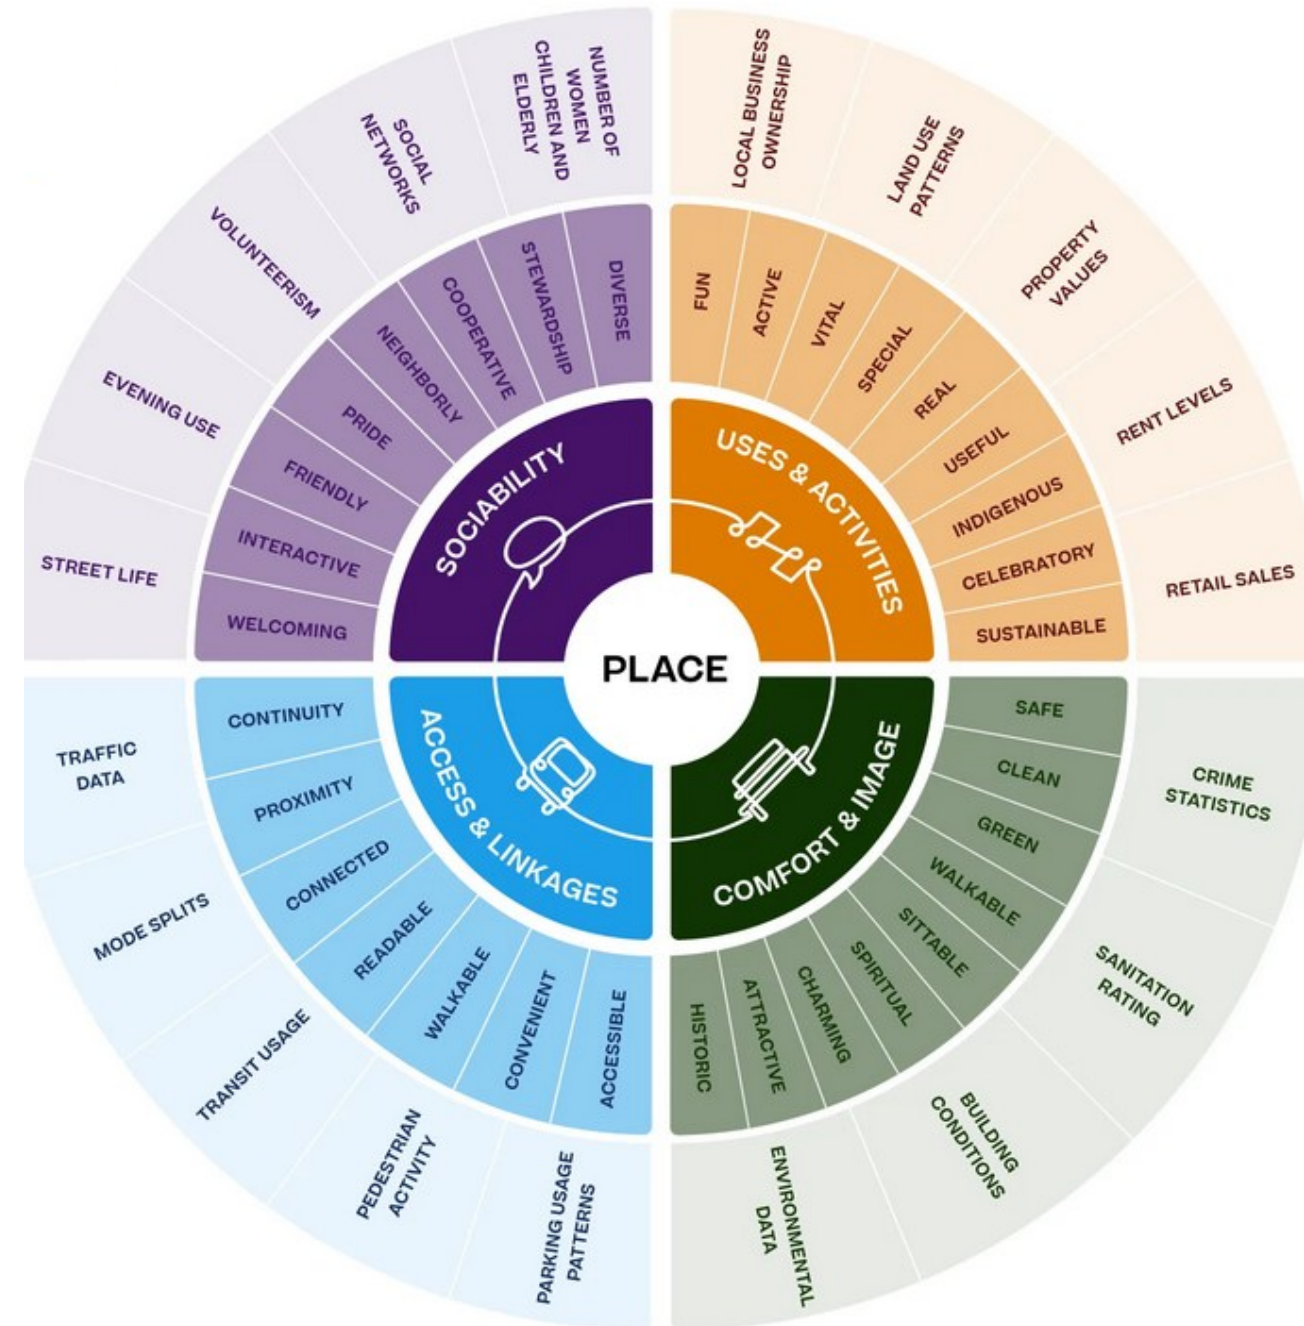 PLACE
SOCIABILITY
DIVERSE
STEWARDSHIP
COOPERATIVE
NEIGHBORLY
PRIDE
FRIENDLY
INTERACTIVE
WELCOMING
NUMBER OF
WOMEN
CHILDREN AND
ELDERLY
SOCIAL
NETWORKS
VOLUNTEERISM
EVENING USE
STREET LIFE
USES & ACTIVITIES
FUN
ACTIVE
VITAL
SPECIAL
REAL
USEFUL
INDIGENOUS
CELEBRATORY
SUSTAINABLE
LOCAL BUSINESS
OWNERSHIP
LAND USE
PATTERNS
PROPERTY
VALUES
RENT LEVELS
RETAIL SALES
ACCESS & LINKAGES
CONTINUITY
PROXIMITY
CONNECTED
READABLE
WALKABLE
CONVENIENT
ACCESSIBLE
TRAFFIC
DATA
MODE SPLITS
TRANSIT USAGE
PEDESTRIAN
ACTIVITY
PARKING USAGE
PATTERNS
COMFORT & IMAGE
SAFE
CLEAN
GREEN
WALKABLE
SITTABLE
SPIRITUAL
CHARMING
ATTRACTIVE
HISTORIC
CRIME
STATISTICS
SANITATION
RATING
BUILDING
CONDITIONS
ENVIRONMENTAL
DATA